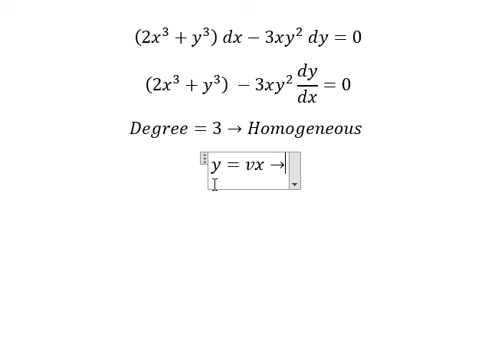 (2x³ + y³) dx − 3xy² dy = 0
(2x³ + y³) − 3xy² dy/dx = 0
Degree = 3 → Homogeneous
y = vx →